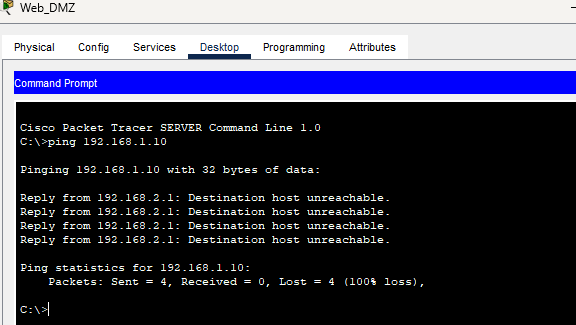 Web_DMZ
Physical Config Services Desktop Programming Attributes
Command Prompt
Cisco Packet Tracer SERVER Command Line 1.0
C:\>ping 192.168.1.10
Pinging 192.168.1.10 with 32 bytes of data:
Reply from 192.168.2.1: Destination host unreachable.
Reply from 192.168.2.1: Destination host unreachable.
Reply from 192.168.2.1: Destination host unreachable.
Reply from 192.168.2.1: Destination host unreachable.
Ping statistics for 192.168.1.10:
Packets: Sent = 4, Received = 0, Lost = 4 (100% loss),
C:\>